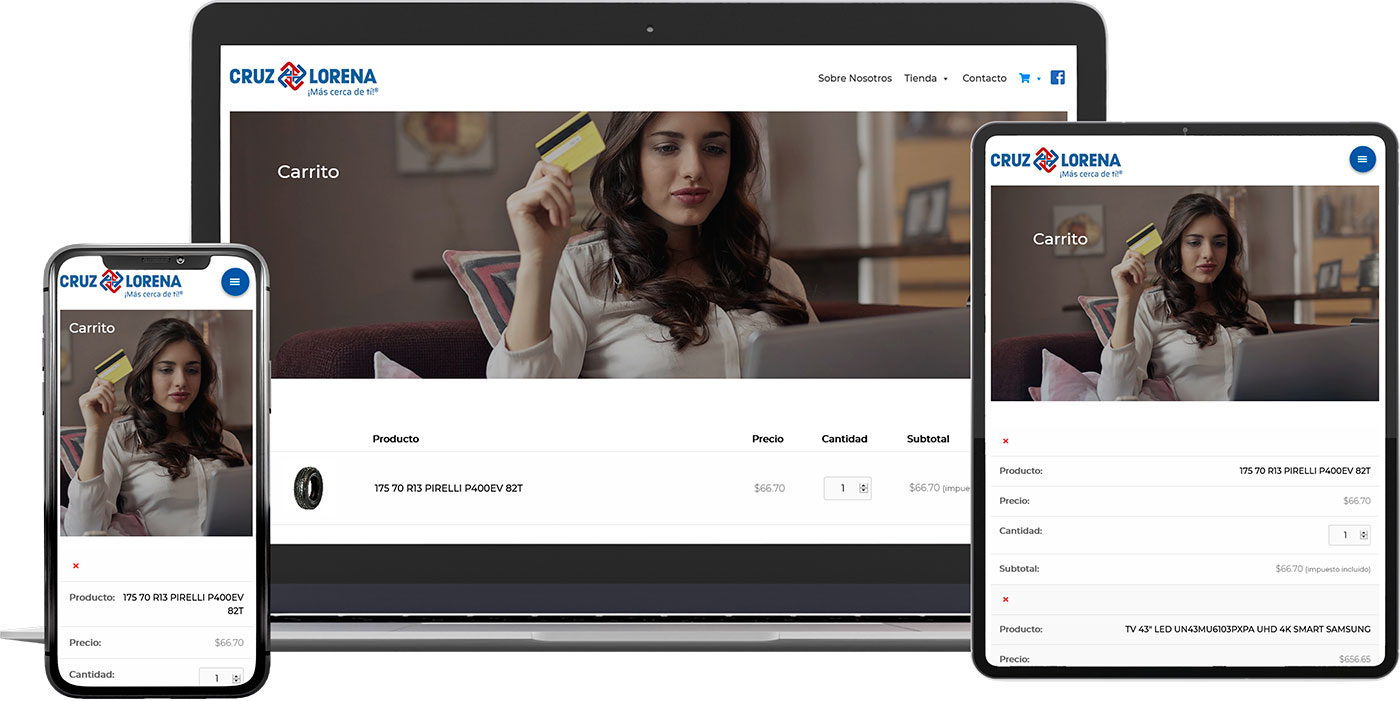 CRUZ LORENA
¡Más cerca de tí!®
Sobre Nosotros Tienda Contacto
Carrito
Producto Precio Cantidad Subtotal
175 70 R13 PIRELLI P400EV 82T $66.70 1 $66.70 (impue
CRUZ LORENA
¡Más cerca de tí!®
Carrito
×
Producto: 175 70 R13 PIRELLI P400EV
82T
Precio: $66.70
Cantidad: 1
CRUZ LORENA
¡Más cerca de tí!®
Carrito
×
Producto: 175 70 R13 PIRELLI P400EV 82T
Precio: $66.70
Cantidad: 1
Subtotal: $66.70 (impuesto incluido)
×
Producto: TV 43" LED UN43MU6103PXPA UHD 4K SMART SAMSUNG
Precio: $656.65